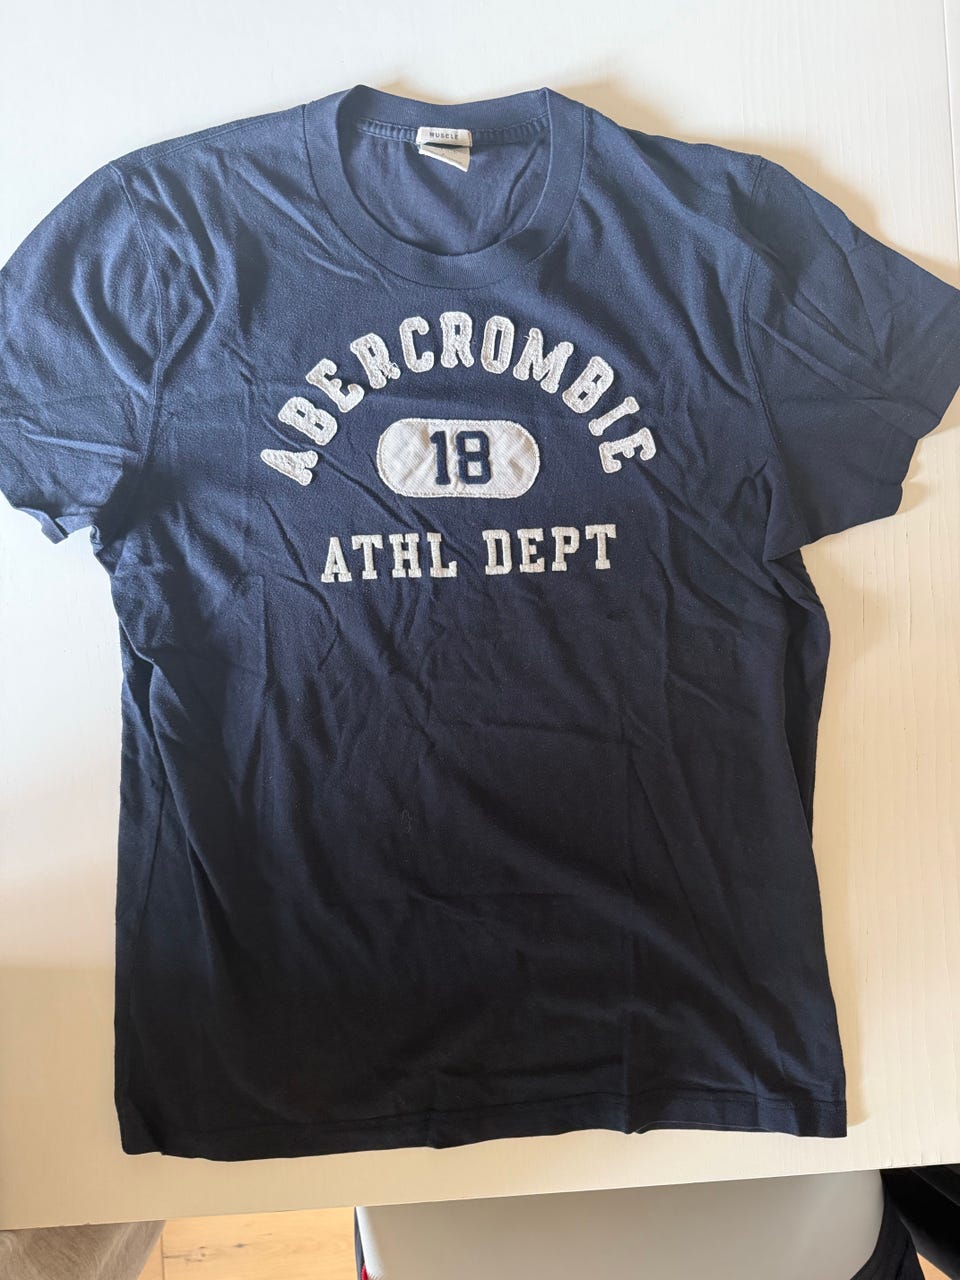 MUSCLE
ABERCROMBIE
18
ATHL DEPT